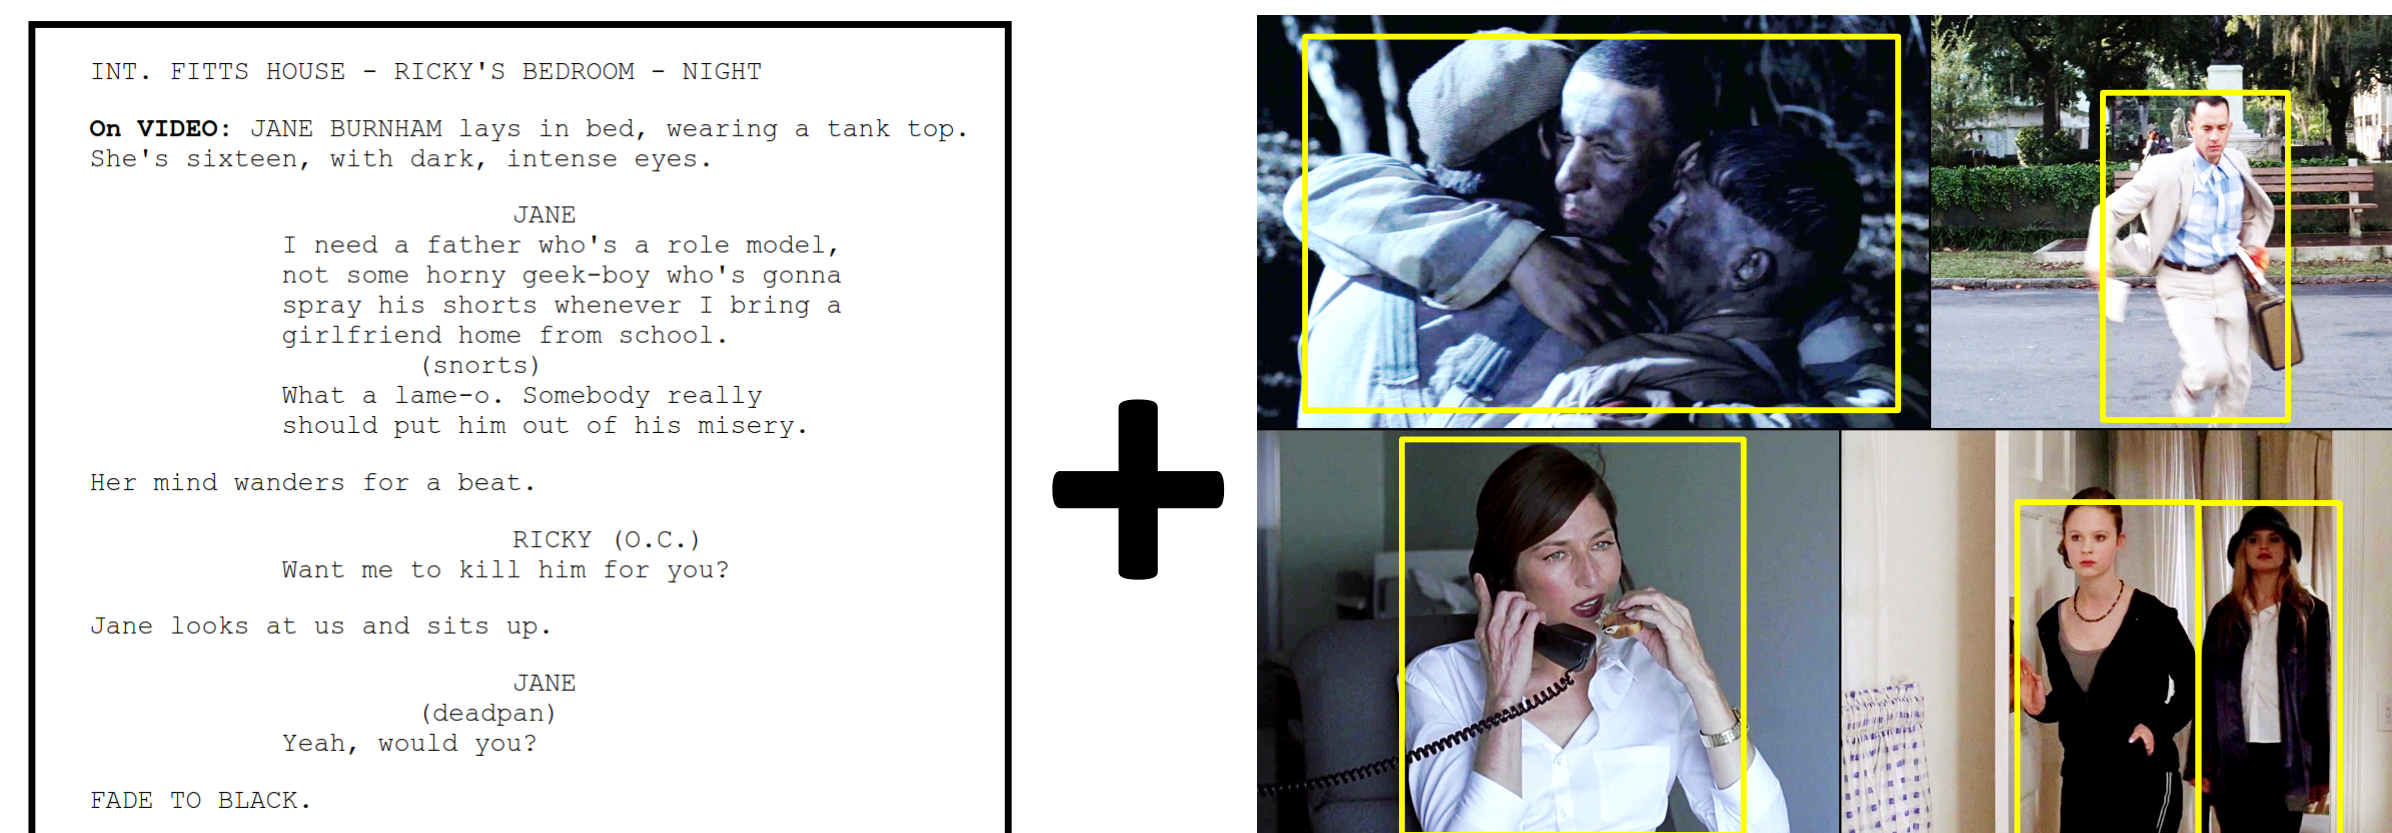 INT. FITTS HOUSE - RICKY'S BEDROOM - NIGHT
On VIDEO: JANE BURNHAM lays in bed, wearing a tank top.
She's sixteen, with dark, intense eyes.
JANE
I need a father who's a role model,
not some horny geek-boy who's gonna
spray his shorts whenever I bring a
girlfriend home from school.
(snorts)
What a lame-o. Somebody really
should put him out of his misery.
Her mind wanders for a beat.
RICKY (O.C.)
Want me to kill him for you?
Jane looks at us and sits up.
JANE
(deadpan)
Yeah, would you?
FADE TO BLACK.